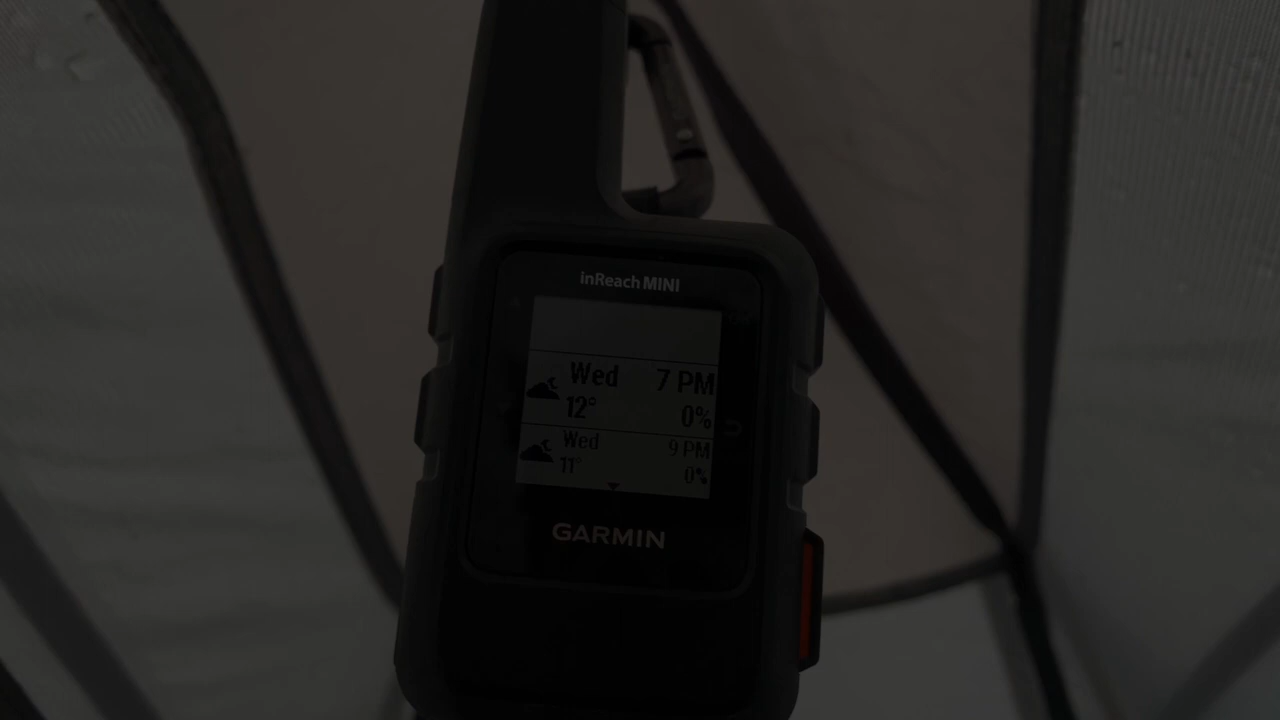 inReach MINI
Wed 7 PM
12° 0%
Wed 9 PM
11° 0%
GARMIN